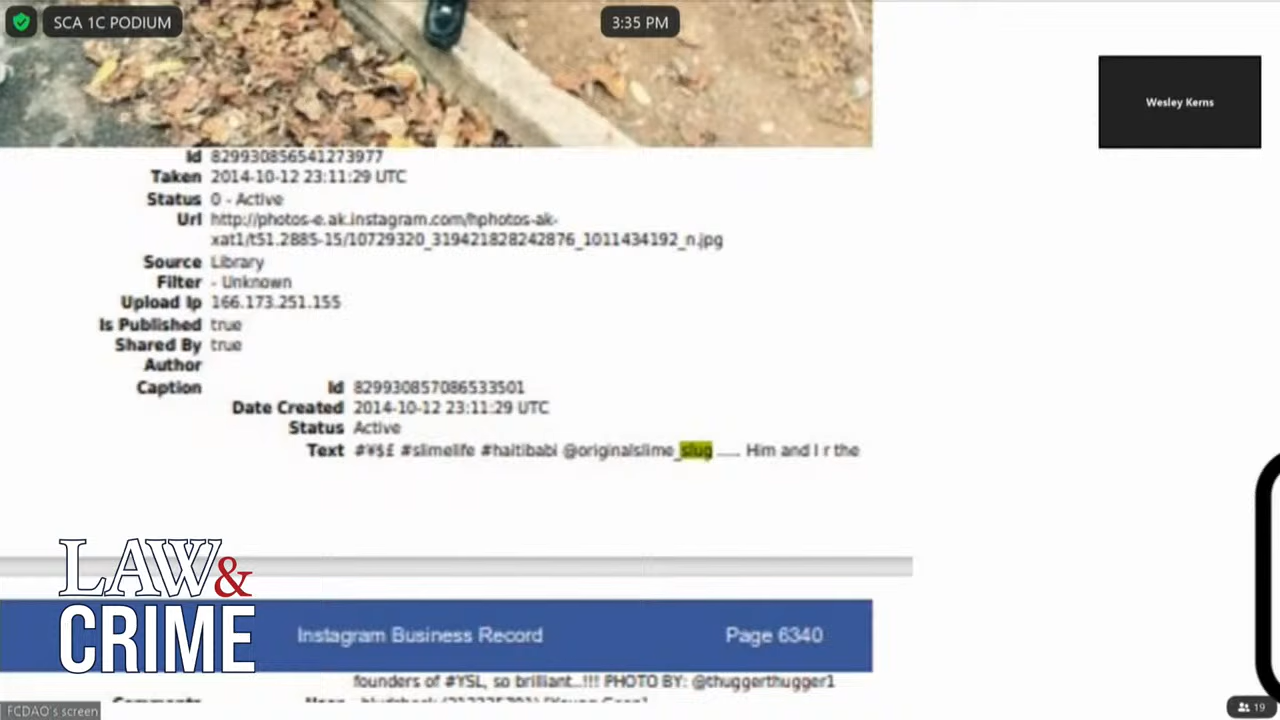 SCA 1C PODIUM
3:35 PM
Wesley Kerns
Id 829930856541273977
Taken 2014-10-12 23:11:29 UTC
Status 0 - Active
Url http://photos-e.ak.instagram.com/hphotos-ak-
xat1/t51.2885-15/10729320_319421828242876_1011434192_n.jpg
Source Library
Filter - Unknown
Upload Ip 166.173.251.155
Is Published true
Shared By true
Author
Caption Id 829930857086533501
Date Created 2014-10-12 23:11:29 UTC
Status Active
Text #¥$£ #slimelife #haitibabi @originalslime_slug ..... Him and I r the
LAW&
CRIME
Instagram Business Record Page 6340
founders of #YSL, so brilliant..!!! PHOTO BY: @thuggerthugger1
FCDAO's screen
19